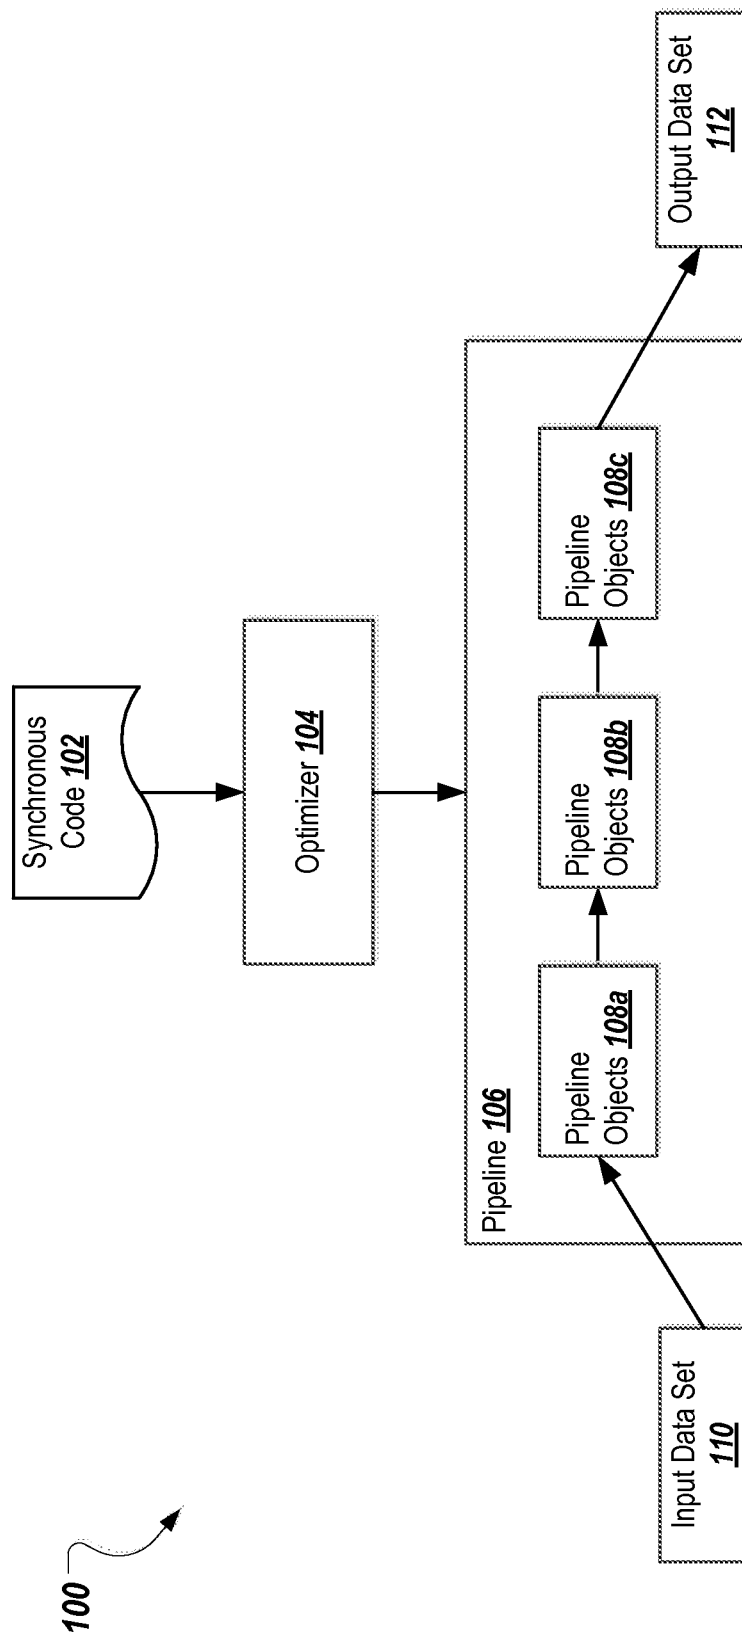 100
Synchronous
Code 102
Optimizer 104
Pipeline 106
Pipeline
Objects 108a
Pipeline
Objects 108b
Pipeline
Objects 108c
Input Data Set
110
Output Data Set
112